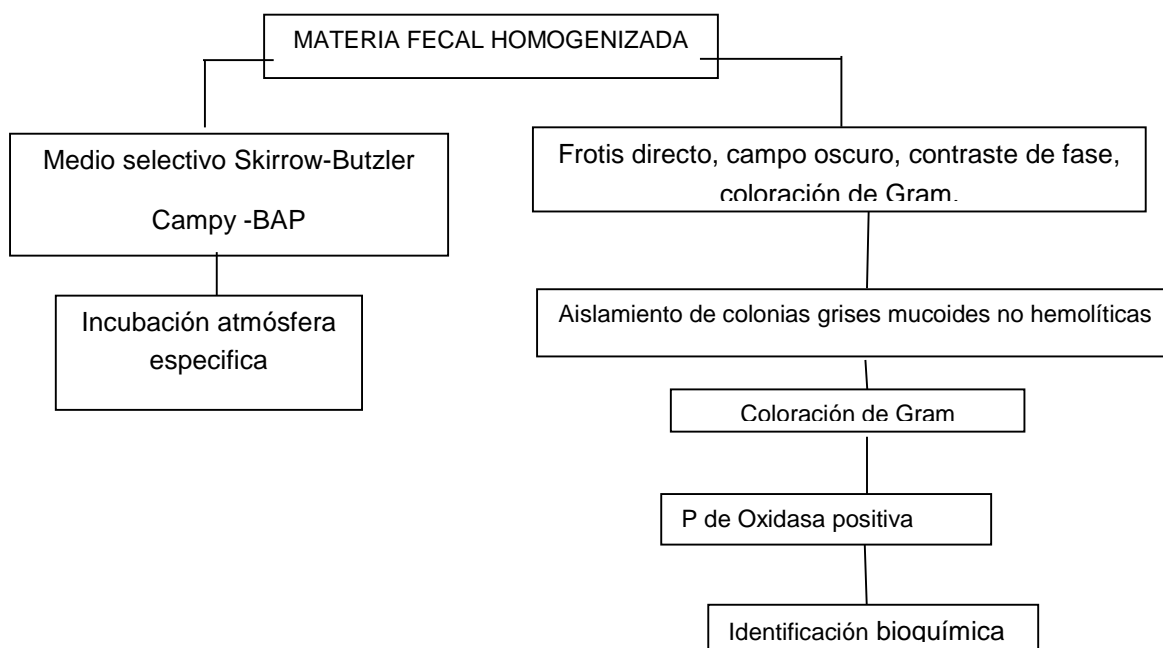 MATERIA FECAL HOMOGENIZADA
Medio selectivo Skirrow-Butzler
Campy -BAP
Incubación atmósfera
especifica
Frotis directo, campo oscuro, contraste de fase,
coloración de Gram.
Aislamiento de colonias grises mucoides no hemolíticas
Coloración de Gram
P de Oxidasa positiva
Identificación bioquímica